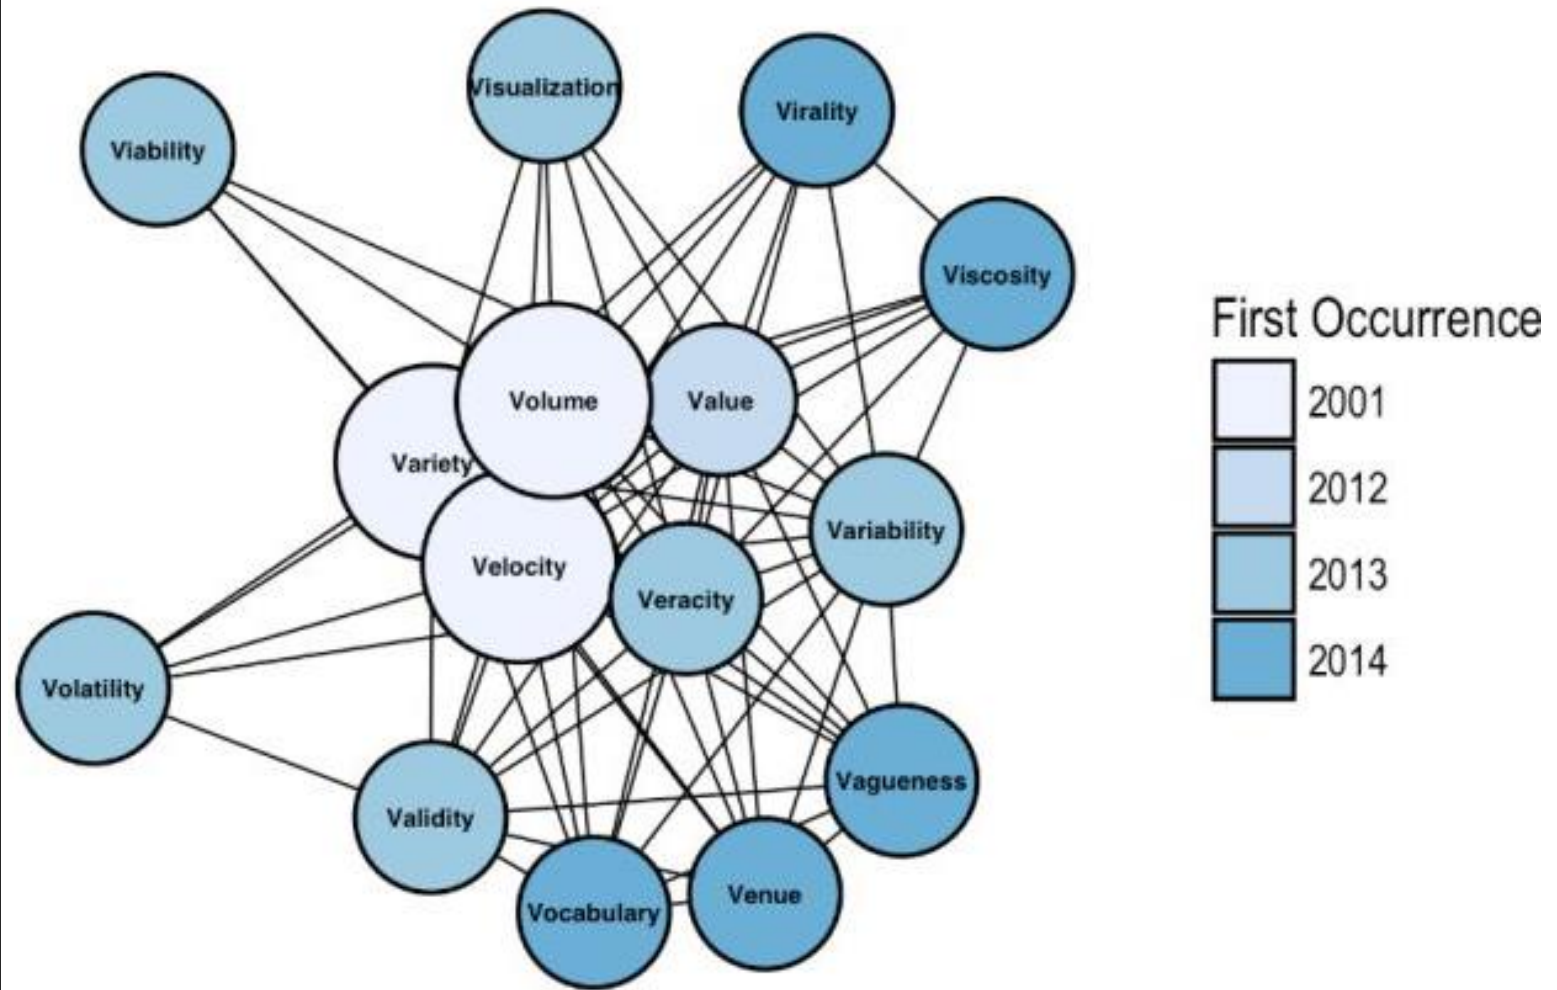 Visualization
Virality
Viability
Viscosity
Volume
Value
Variety
Variability
Velocity
Veracity
Volatility
Vagueness
Validity
Venue
Vocabulary
First Occurrence
2001
2012
2013
2014